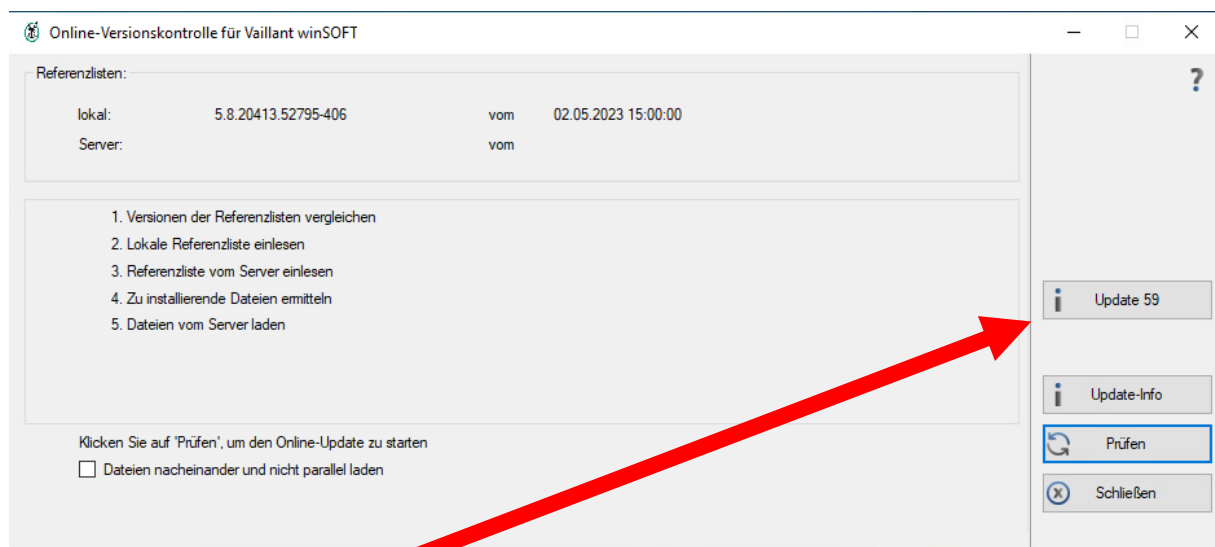 Online-Versionskontrolle für Vaillant winSOFT
Referenzlisten:
lokal: 5.8.20413.52795-406 vom 02.05.2023 15:00:00
Server: vom
1. Versionen der Referenzlisten vergleichen
2. Lokale Referenzliste einlesen
3. Referenzliste vom Server einlesen
4. Zu installierende Dateien ermitteln
5. Dateien vom Server laden
Update 59
Update-Info
Klicken Sie auf 'Prüfen', um den Online-Update zu starten
Prüfen
Dateien nacheinander und nicht parallel laden
Schließen